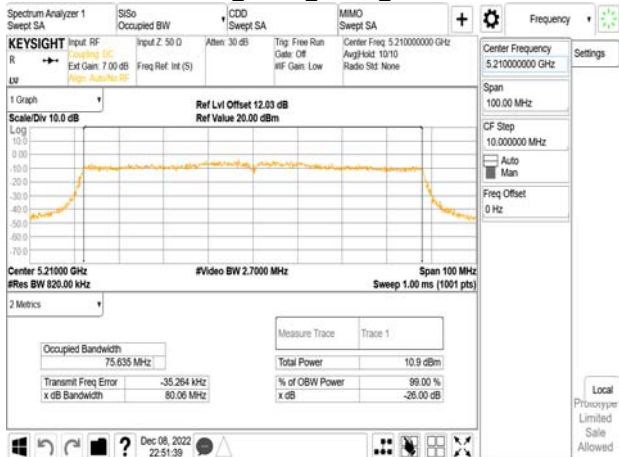 Spectrum Analyzer 1
Swept SA
SiSo
Occupied BW
CDD
Swept SA
MIMO
Swept SA
+
Frequency
KEYSIGHT
R
LVI
Input: RF
Coupling: DC
Ext Gain: 7.00 dB
Align: Auto/No RF
Input Z: 50 Ω
Freq Ref: Int (S)
Atten: 30 dB
Trig: Free Run
Gate: Off
#IF Gain: Low
Center Freq: 5.210000000 GHz
Avg|Hold: 10/10
Radio Std: None
Center Frequency
5.210000000 GHz
Settings
Span
100.00 MHz
CF Step
10.000000 MHz
Auto
Man
Freq Offset
0 Hz
1 Graph
Ref Lvl Offset 12.03 dB
Scale/Div 10.0 dB
Ref Value 20.00 dBm
Log
10.0
0.00
-10.0
-20.0
-30.0
-40.0
-50.0
-60.0
-70.0
Center 5.21000 GHz
#Video BW 2.7000 MHz
Span 100 MHz
#Res BW 820.00 kHz
Sweep 1.00 ms (1001 pts)
2 Metrics
Measure Trace
Trace 1
Occupied Bandwidth
75.635 MHz
Total Power
10.9 dBm
Transmit Freq Error
-35.264 kHz
% of OBW Power
99.00 %
x dB Bandwidth
80.06 MHz
x dB
-26.00 dB
Local
Prototype
Limited
Sale
Allowed
?
Dec 08, 2022
22:51:39